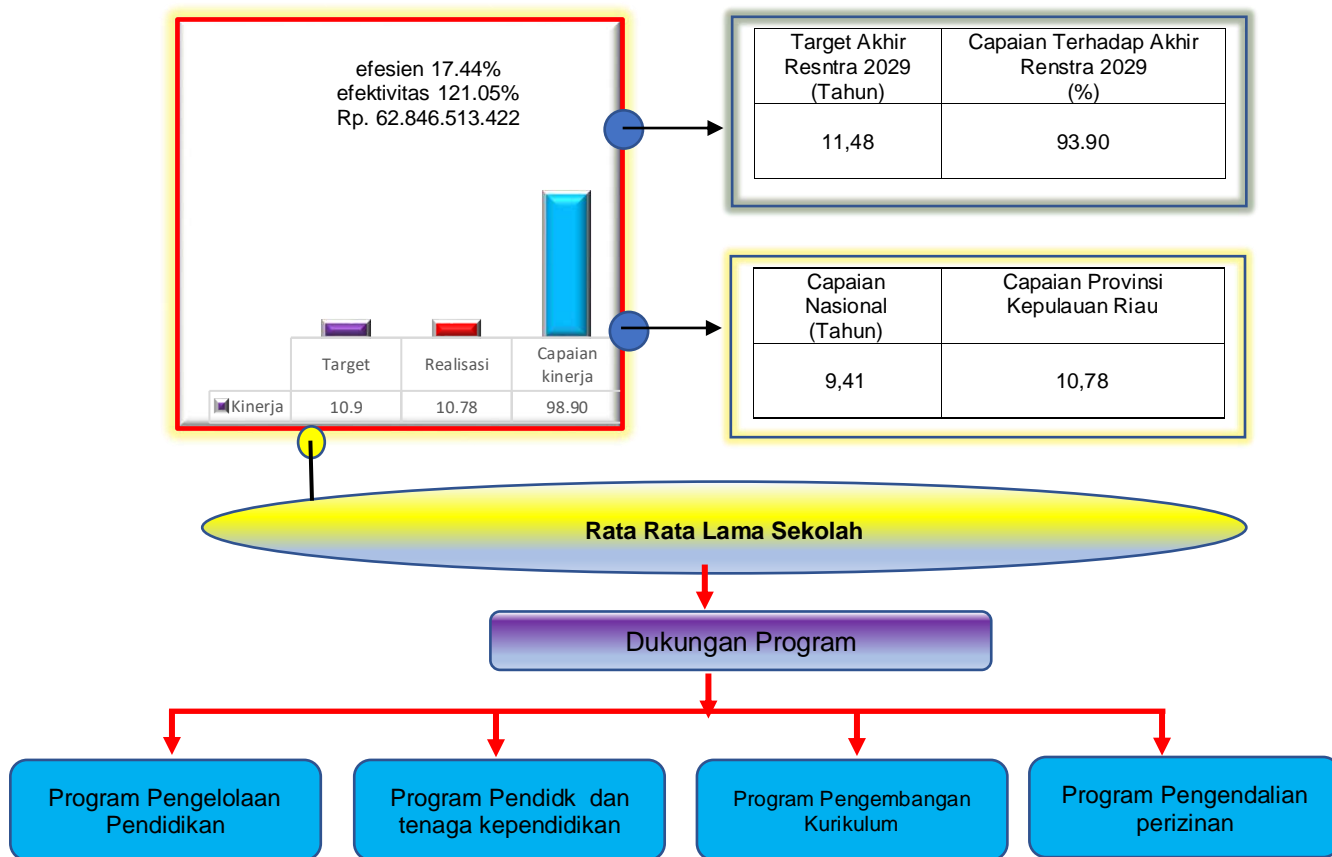 efesien 17.44%
efektivitas 121.05%
Rp. 62.846.513.422
Target
Realisasi
Capaian
kinerja
Kinerja
10.9
10.78
98.90
Target Akhir
Resntra 2029
(Tahun)
Capaian Terhadap Akhir
Renstra 2029
(%)
11,48
93.90
Capaian
Nasional
(Tahun)
Capaian Provinsi
Kepulauan Riau
9,41
10,78
Rata Rata Lama Sekolah
Dukungan Program
Program Pengelolaan
Pendidikan
Program Pendidk dan
tenaga kependidikan
Program Pengembangan
Kurikulum
Program Pengendalian
perizinan